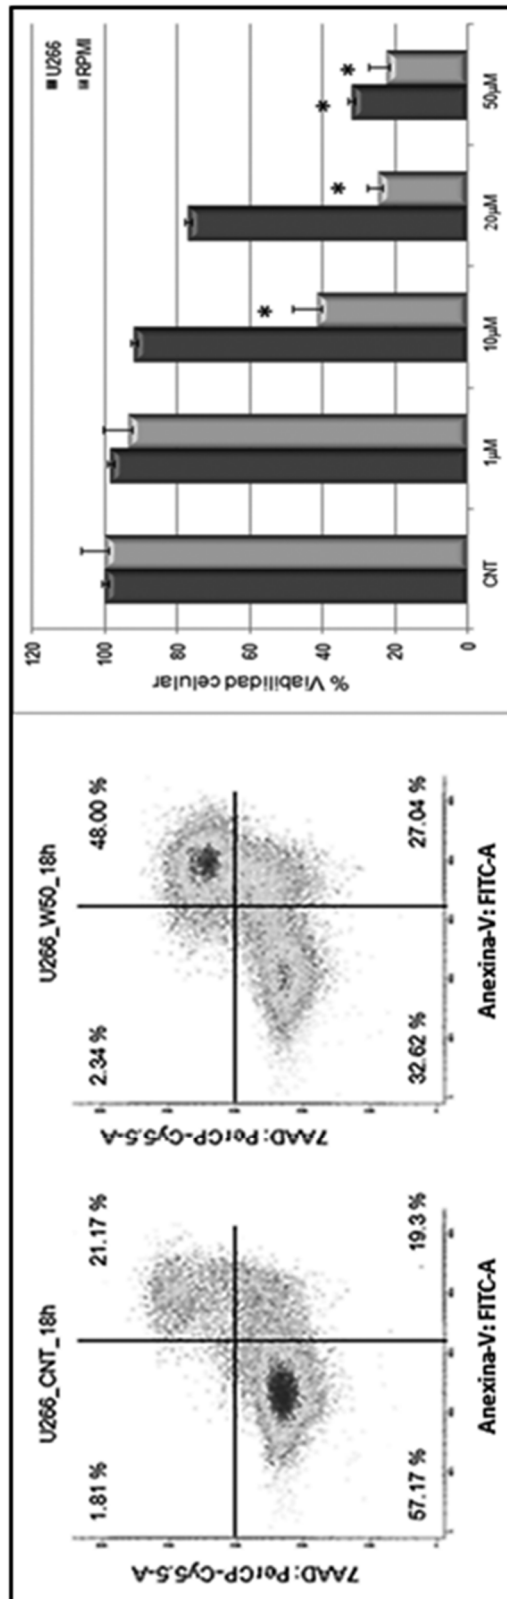 U266_CNT_18h
1.81 %
21.17 %
57.17 %
19.3 %
7AAD: PerCP-Cy5.5-A
Anexina-V: FITC-A
U266_W50_18h
2.34 %
48.00 %
32.62 %
27.04 %
7AAD: PerCP-Cy5.5-A
Anexina-V: FITC-A
% Viabilidad celular
120
100
80
60
40
20
0
CNT
1µM
10µM
20µM
50µM
*
*
*
*
U266
RPMI